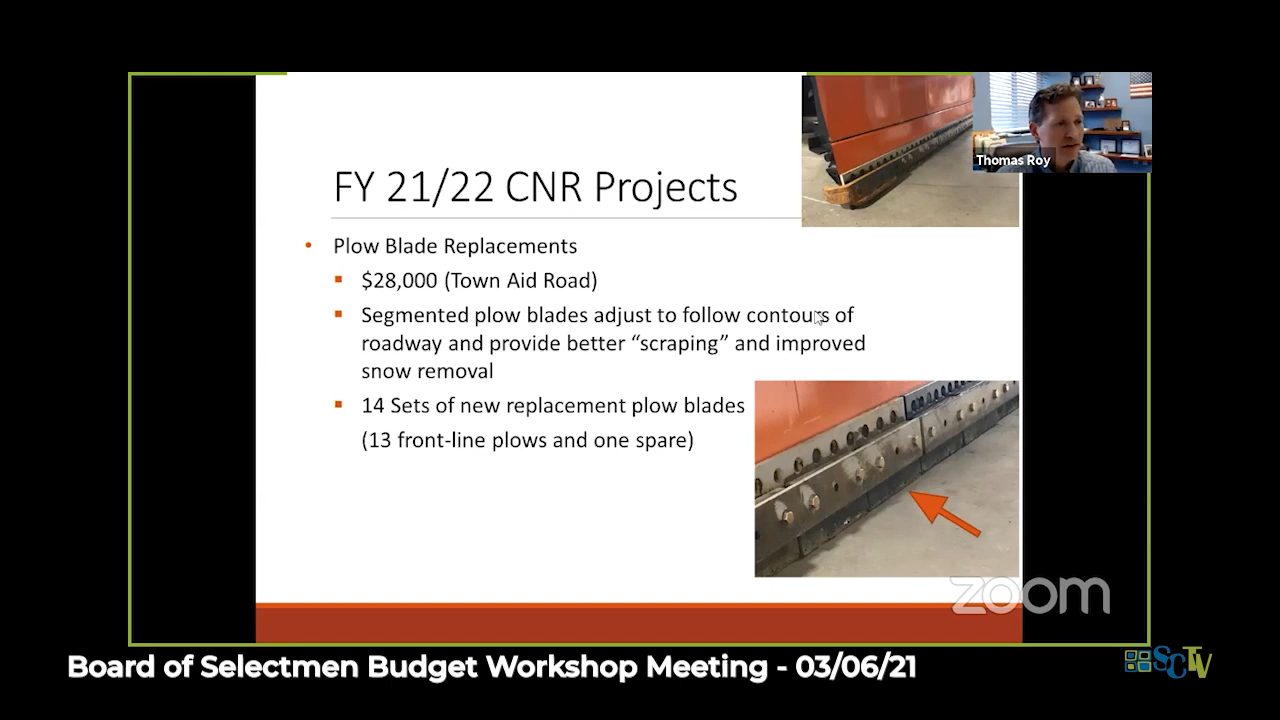 Thomas Roy
FY 21/22 CNR Projects
• Plow Blade Replacements
▪ $28,000 (Town Aid Road)
▪ Segmented plow blades adjust to follow contours of
roadway and provide better “scraping” and improved
snow removal
▪ 14 Sets of new replacement plow blades
(13 front-line plows and one spare)
zoom
Board of Selectmen Budget Workshop Meeting - 03/06/21
SCTV